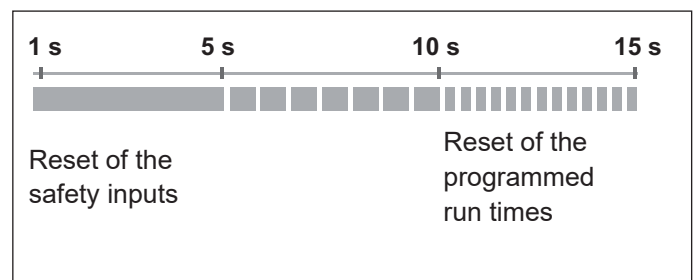 1 s 5 s 10 s 15 s
Reset of the
safety inputs
Reset of the
programmed
run times